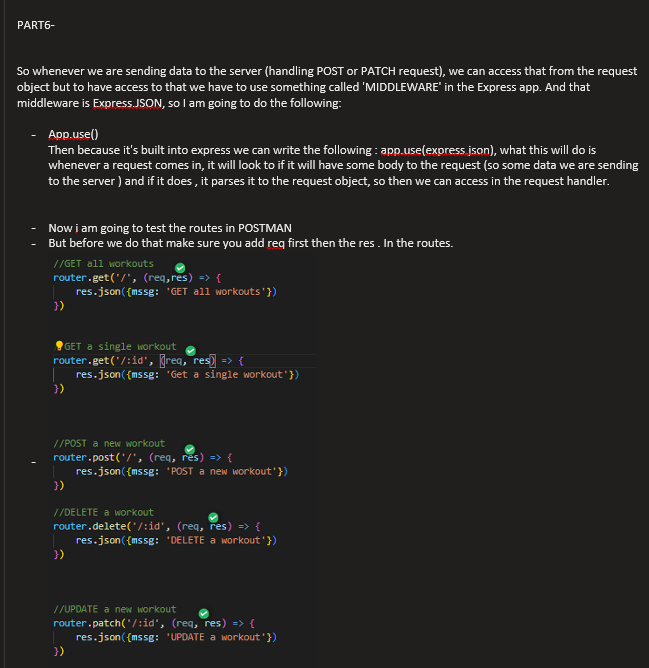 PART6-
So whenever we are sending data to the server (handling POST or PATCH request), we can access that from the request
object but to have access to that we have to use something called 'MIDDLEWARE' in the Express app. And that
middleware is Express.JSON, so I am going to do the following:
- App.use()
Then because it's built into express we can write the following : app.use(express.json), what this will do is
whenever a request comes in, it will look to if it will have some body to the request (so some data we are sending
to the server ) and if it does , it parses it to the request object, so then we can access in the request handler.
- Now i am going to test the routes in POSTMAN
- But before we do that make sure you add req first then the res . In the routes.
//GET all workouts
router.get('/', (req,res) => {
res.json({mssg: 'GET all workouts'})
})
GET a single workout
router.get('/:id', (req, res) => {
res.json({mssg: 'Get a single workout'})
})
//POST a new workout
- router.post('/', (req, res) => {
res.json({mssg: 'POST a new workout'})
})
//DELETE a workout
router.delete('/:id', (req, res) => {
res.json({mssg: 'DELETE a workout'})
})
//UPDATE a new workout
router.patch('/:id', (req, res) => {
res.json({mssg: 'UPDATE a workout'})
})